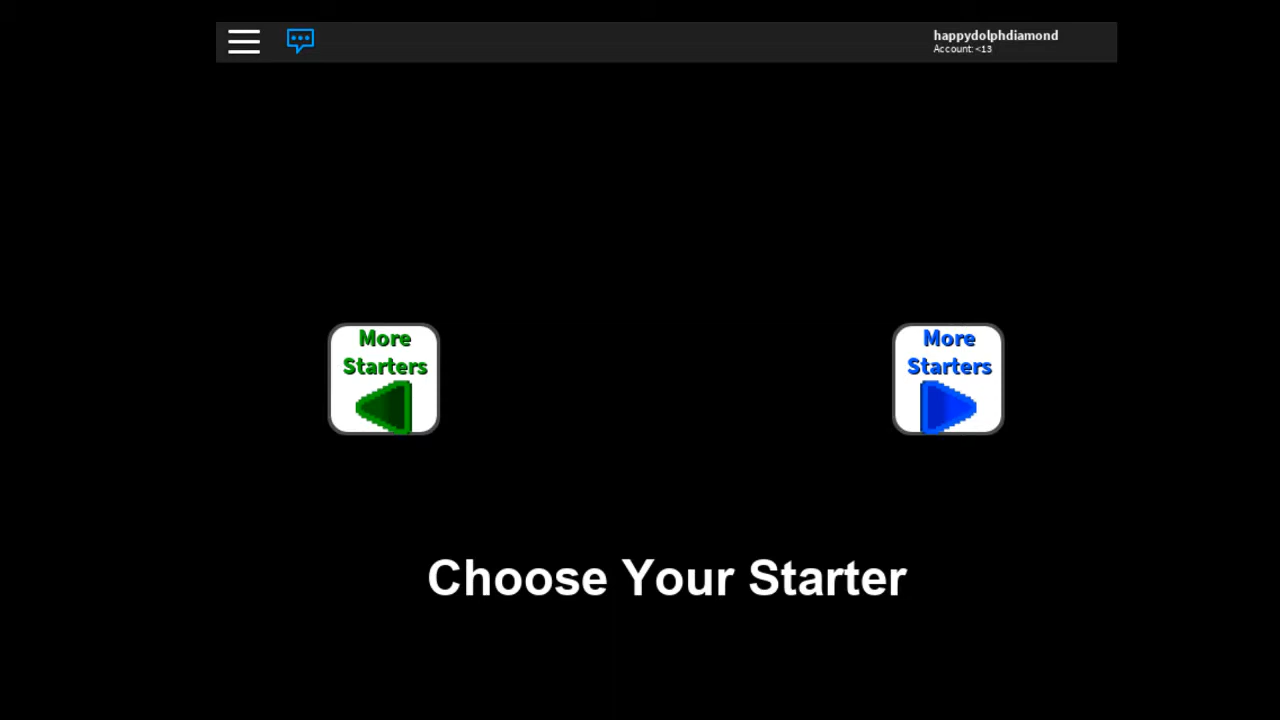 happydolphdiamond
Account: <13
More
Starters
More
Starters
Choose Your Starter